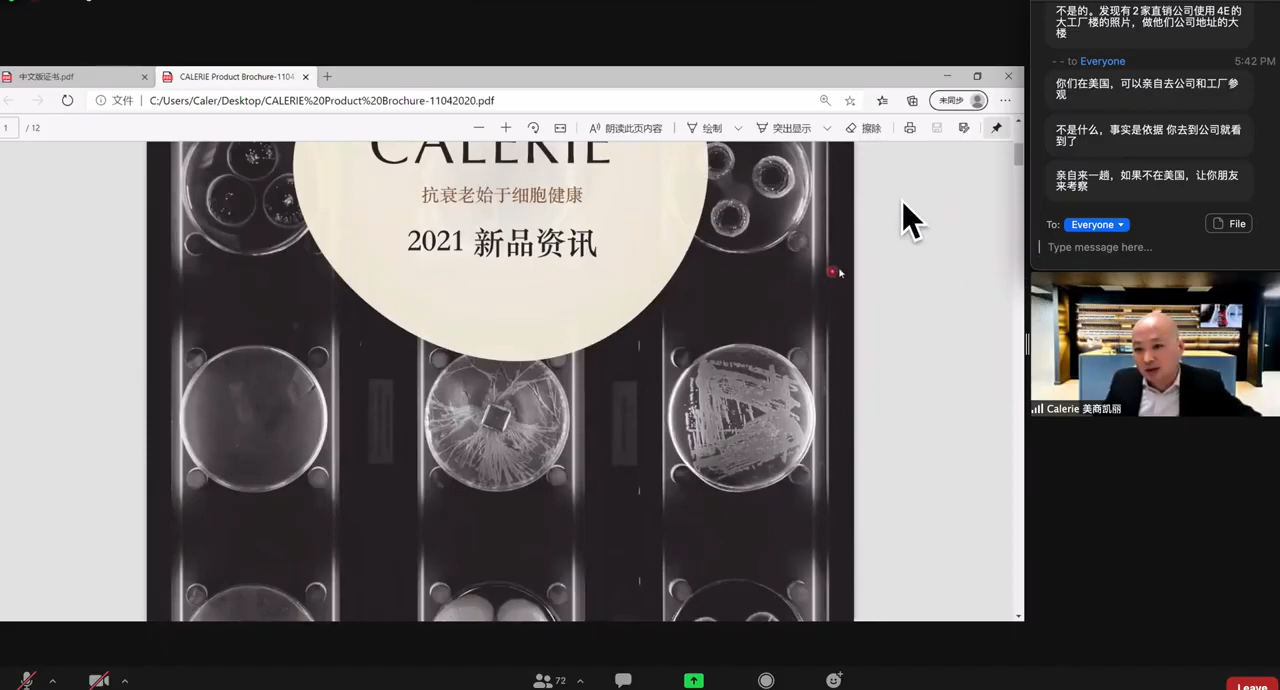 不是的。发现有2家直销公司使用4E的
大工厂楼的照片，做他们公司地址的大
楼
-- to Everyone 5:42 PM
你们在美国，可以亲自去公司和工厂参
观
不是什么，事实是依据 你去到公司就看
到了
亲自来一趟，如果不在美国，让你朋友
来考察
To: Everyone
File
Type message here...
中文版证书.pdf
CALERIE Product Brochure-1104
文件 | C:/Users/Caler/Desktop/CALERIE%20Product%20Brochure-11042020.pdf
未同步
1 / 12
朗读此页内容
绘制
突出显示
擦除
CALERIE
抗衰老始于细胞健康
2021 新品资讯
Calerie 美商凯丽
72
Leave